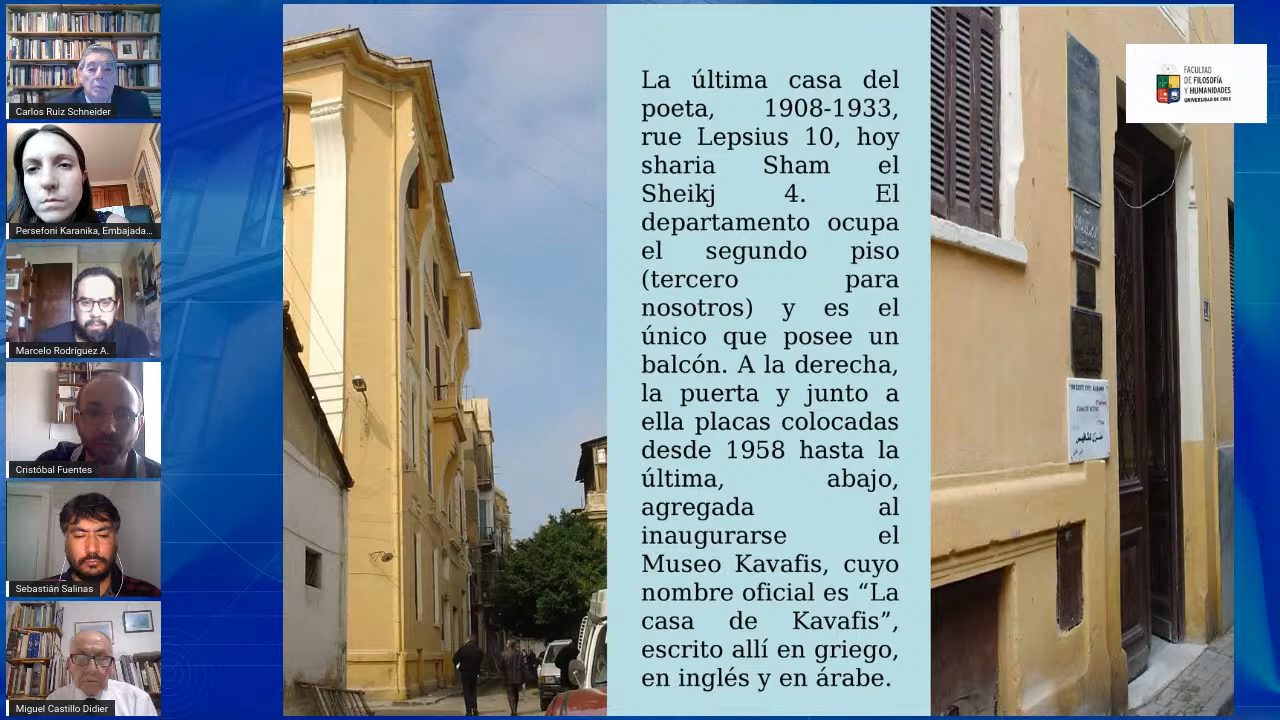 Carlos Ruiz Schneider
Persefoni Karanika, Embajada...
Marcelo Rodríguez A.
Cristóbal Fuentes
Sebastián Salinas
Miguel Castillo Didier
La última casa del
poeta, 1908-1933,
rue Lepsius 10, hoy
sharia Sham el
Sheikj 4. El
departamento ocupa
el segundo piso
(tercero para
nosotros) y es el
único que posee un
balcón. A la derecha,
la puerta y junto a
ella placas colocadas
desde 1958 hasta la
última, abajo,
agregada al
inaugurarse el
Museo Kavafis, cuyo
nombre oficial es “La
casa de Kavafis”,
escrito allí en griego,
en inglés y en árabe.
FACULTAD
DE FILOSOFÍA
Y HUMANIDADES
UNIVERSIDAD DE CHILE